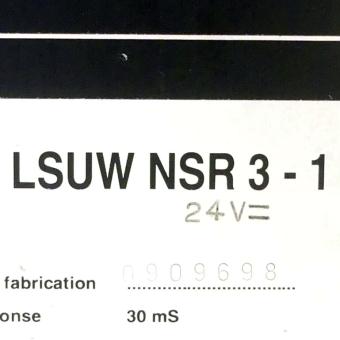 LSUW NSR 3 - 1
24V=
fabrication 0909698
onse 30 mS